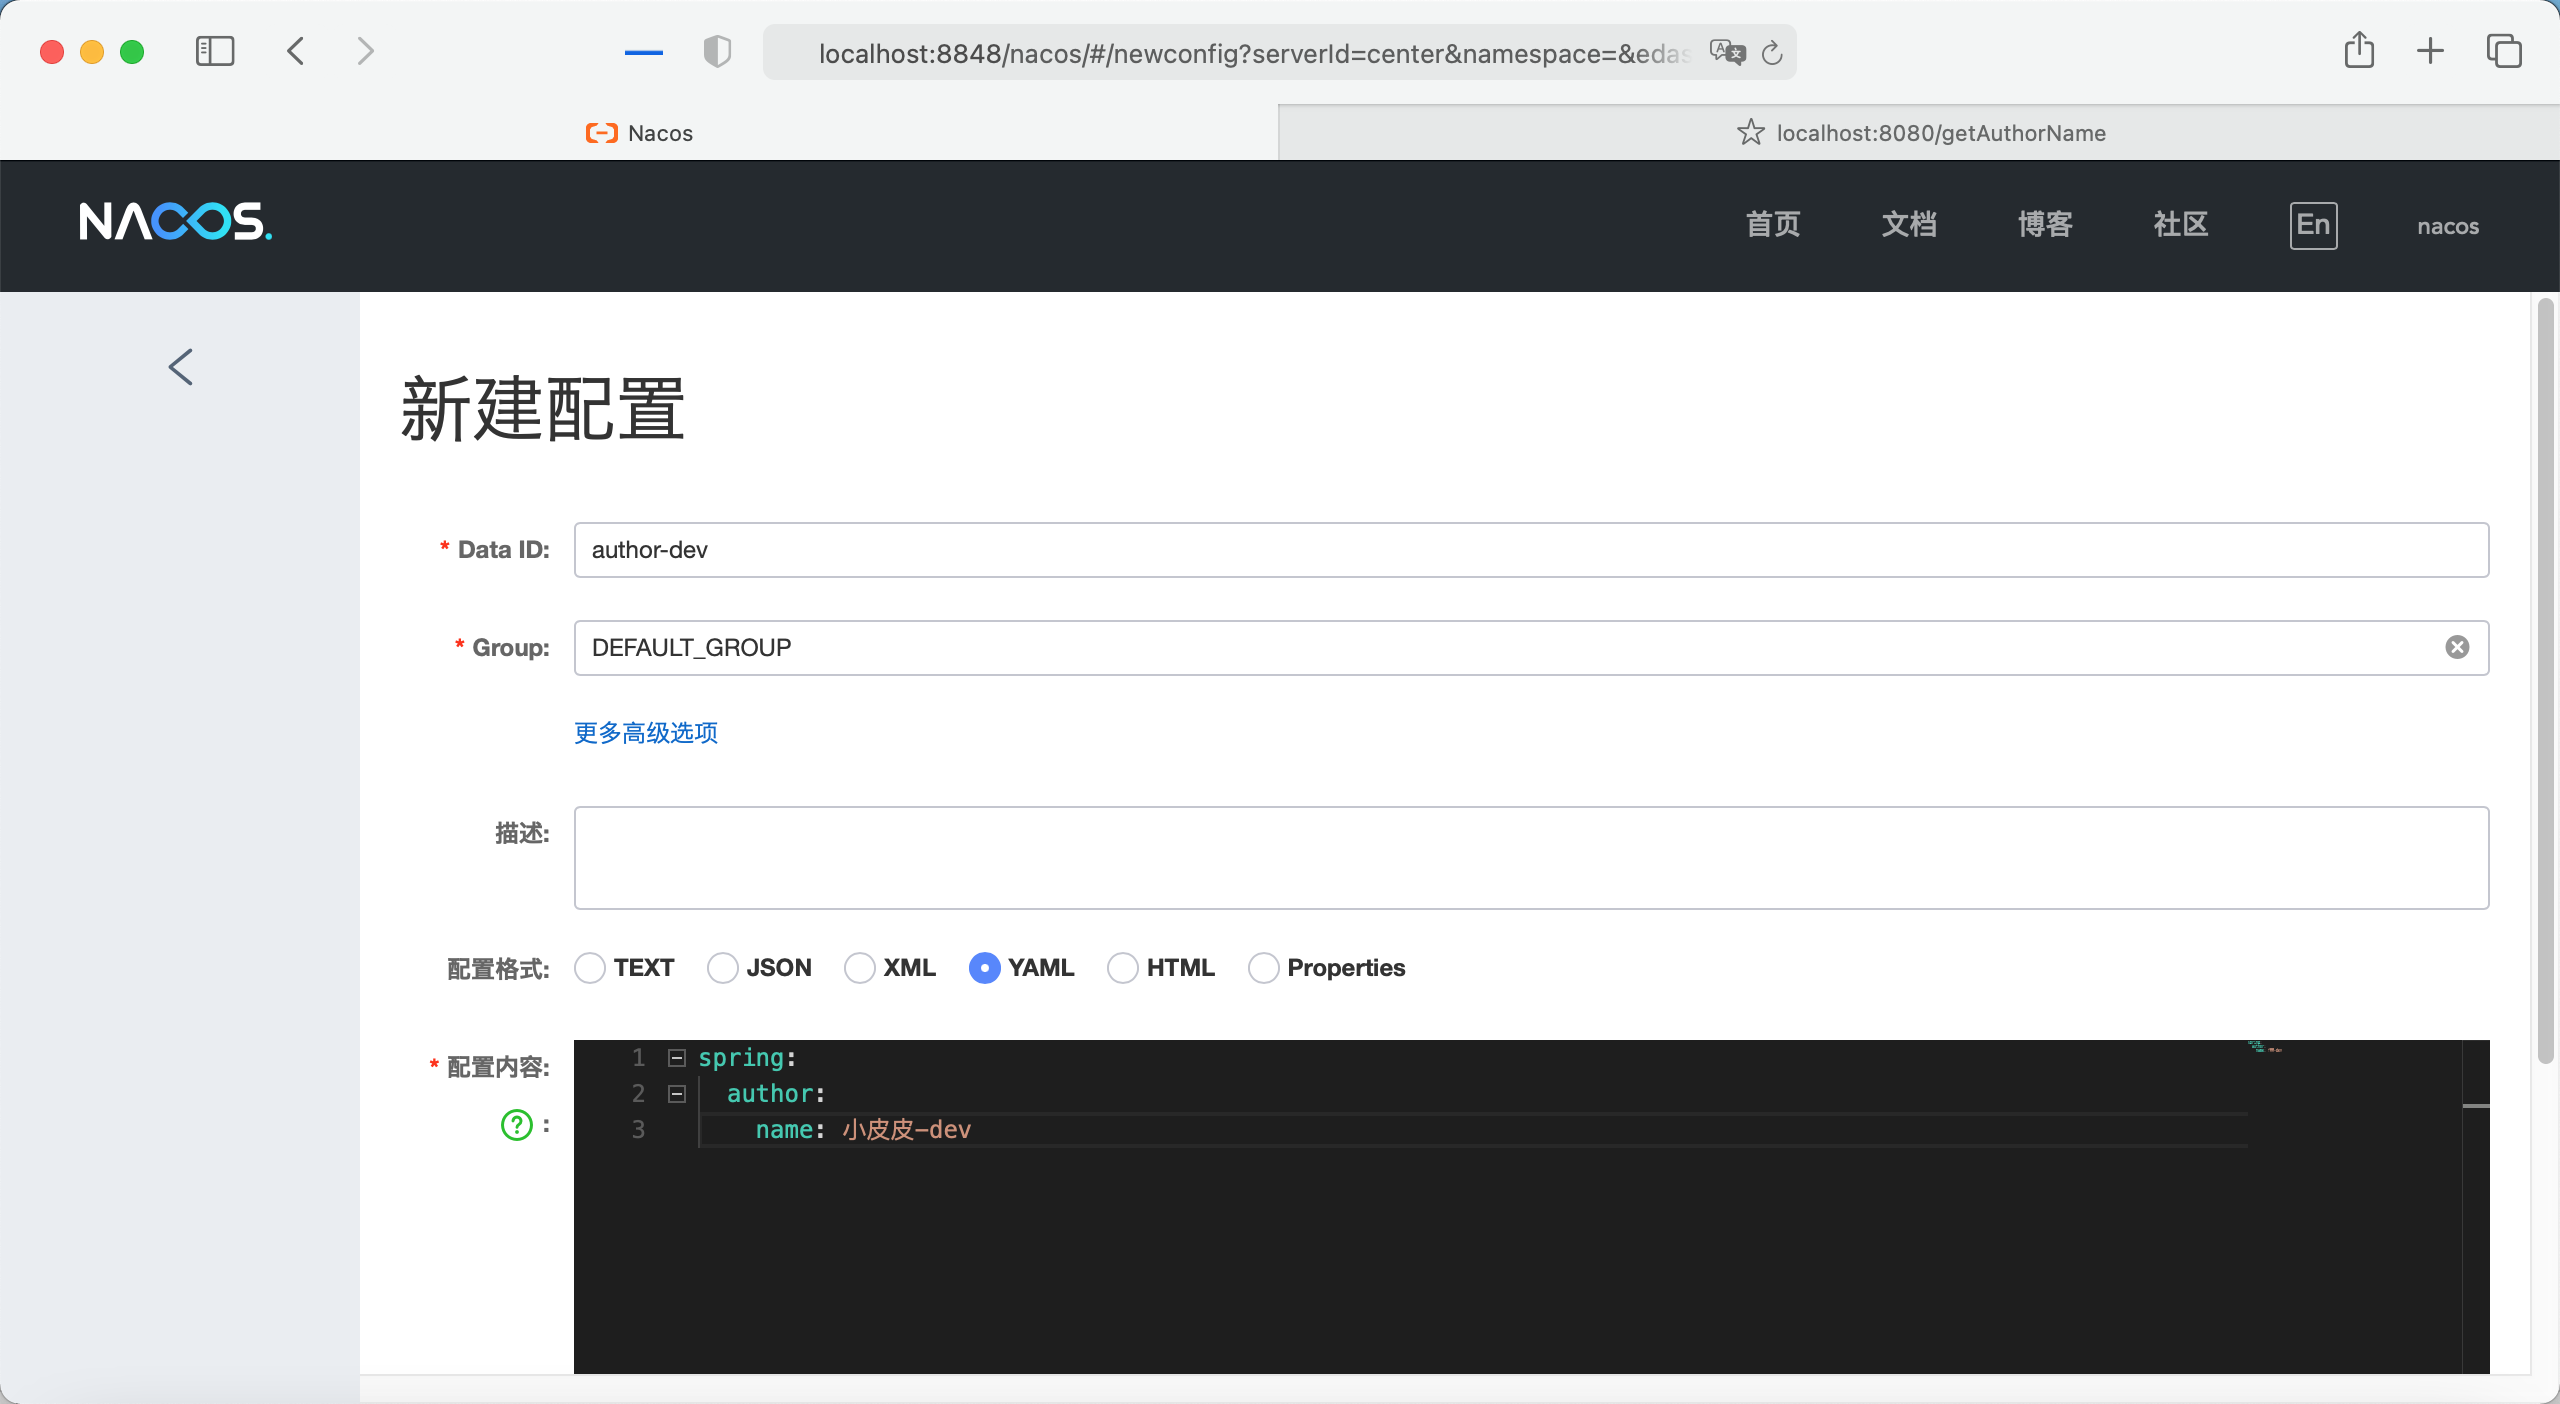 localhost:8848/nacos/#/newconfig?serverId=center&namespace=&edas
Nacos
localhost:8080/getAuthorName
NACOS.
首页 文档 博客 社区 En nacos
新建配置
* Data ID: author-dev
* Group: DEFAULT_GROUP
更多高级选项
描述:
配置格式: TEXT JSON XML YAML HTML Properties
* 配置内容:
? :
1 spring:
2 author:
3 name: 小皮皮-dev